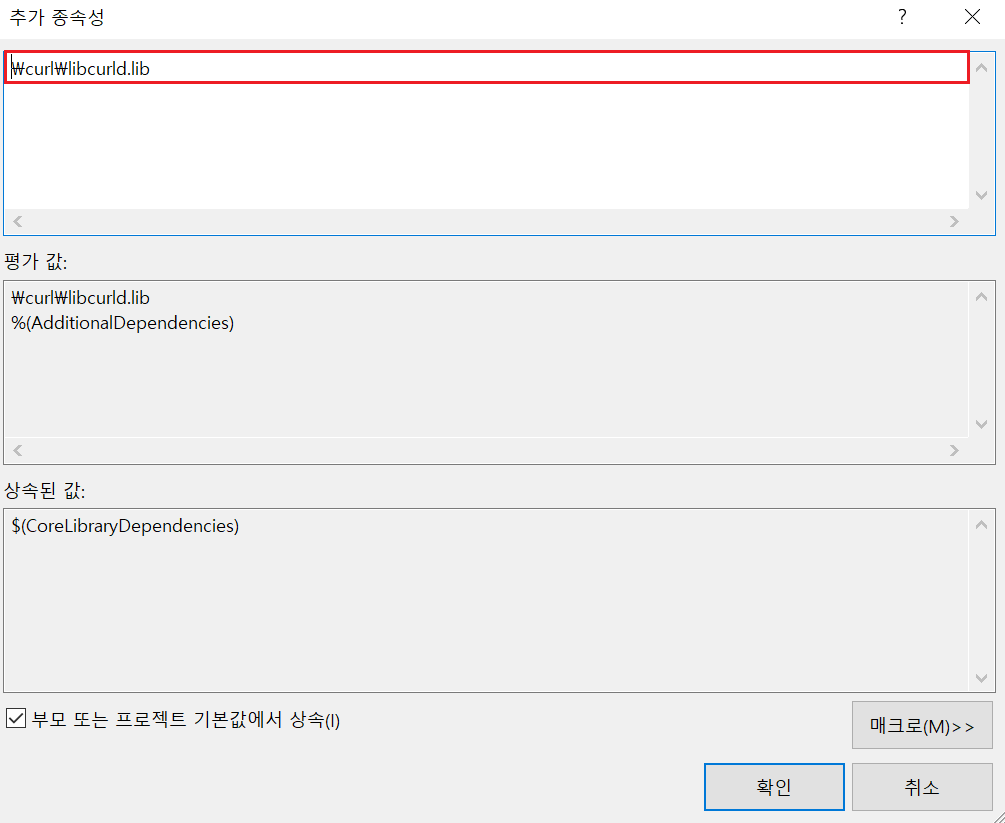 추가 종속성
?
₩curl₩libcurld.lib
평가 값:
₩curl₩libcurld.lib
%(AdditionalDependencies)
상속된 값:
$(CoreLibraryDependencies)
부모 또는 프로젝트 기본값에서 상속(I)
매크로(M)>>
확인
취소